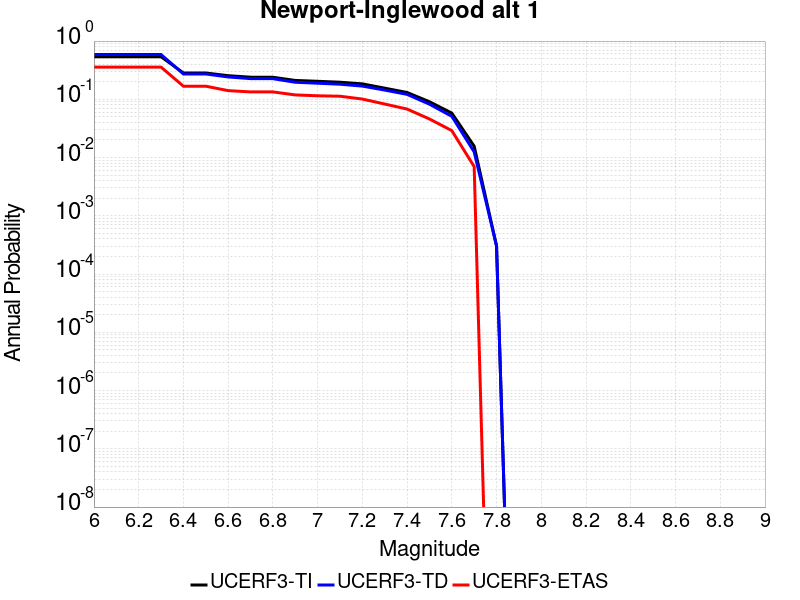 Newport-Inglewood alt 1
10^0
10^-1
10^-2
10^-3
10^-4
10^-5
10^-6
10^-7
10^-8
Annual Probability
6 6.2 6.4 6.6 6.8 7 7.2 7.4 7.6 7.8 8 8.2 8.4 8.6 8.8 9
Magnitude
UCERF3-TI UCERF3-TD UCERF3-ETAS